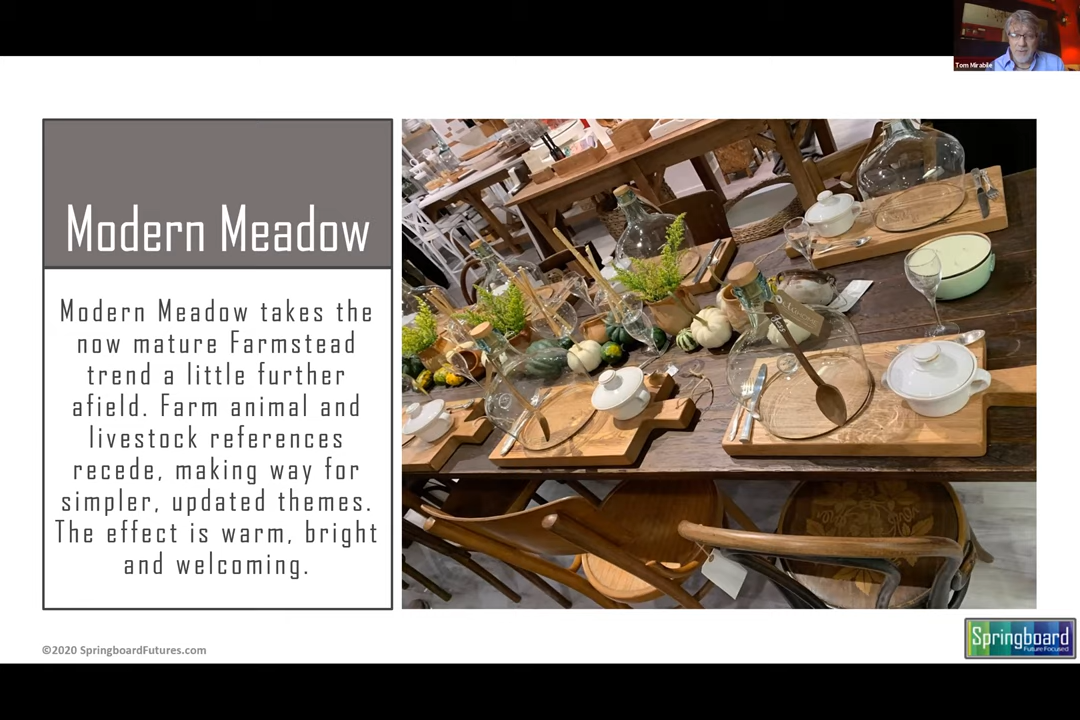 Tom Mirabile
Modern Meadow
Modern Meadow takes the
now mature Farmstead
trend a little further
afield. Farm animal and
livestock references
recede, making way for
simpler, updated themes.
The effect is warm, bright
and welcoming.
©2020 SpringboardFutures.com
Springboard
Future Focused